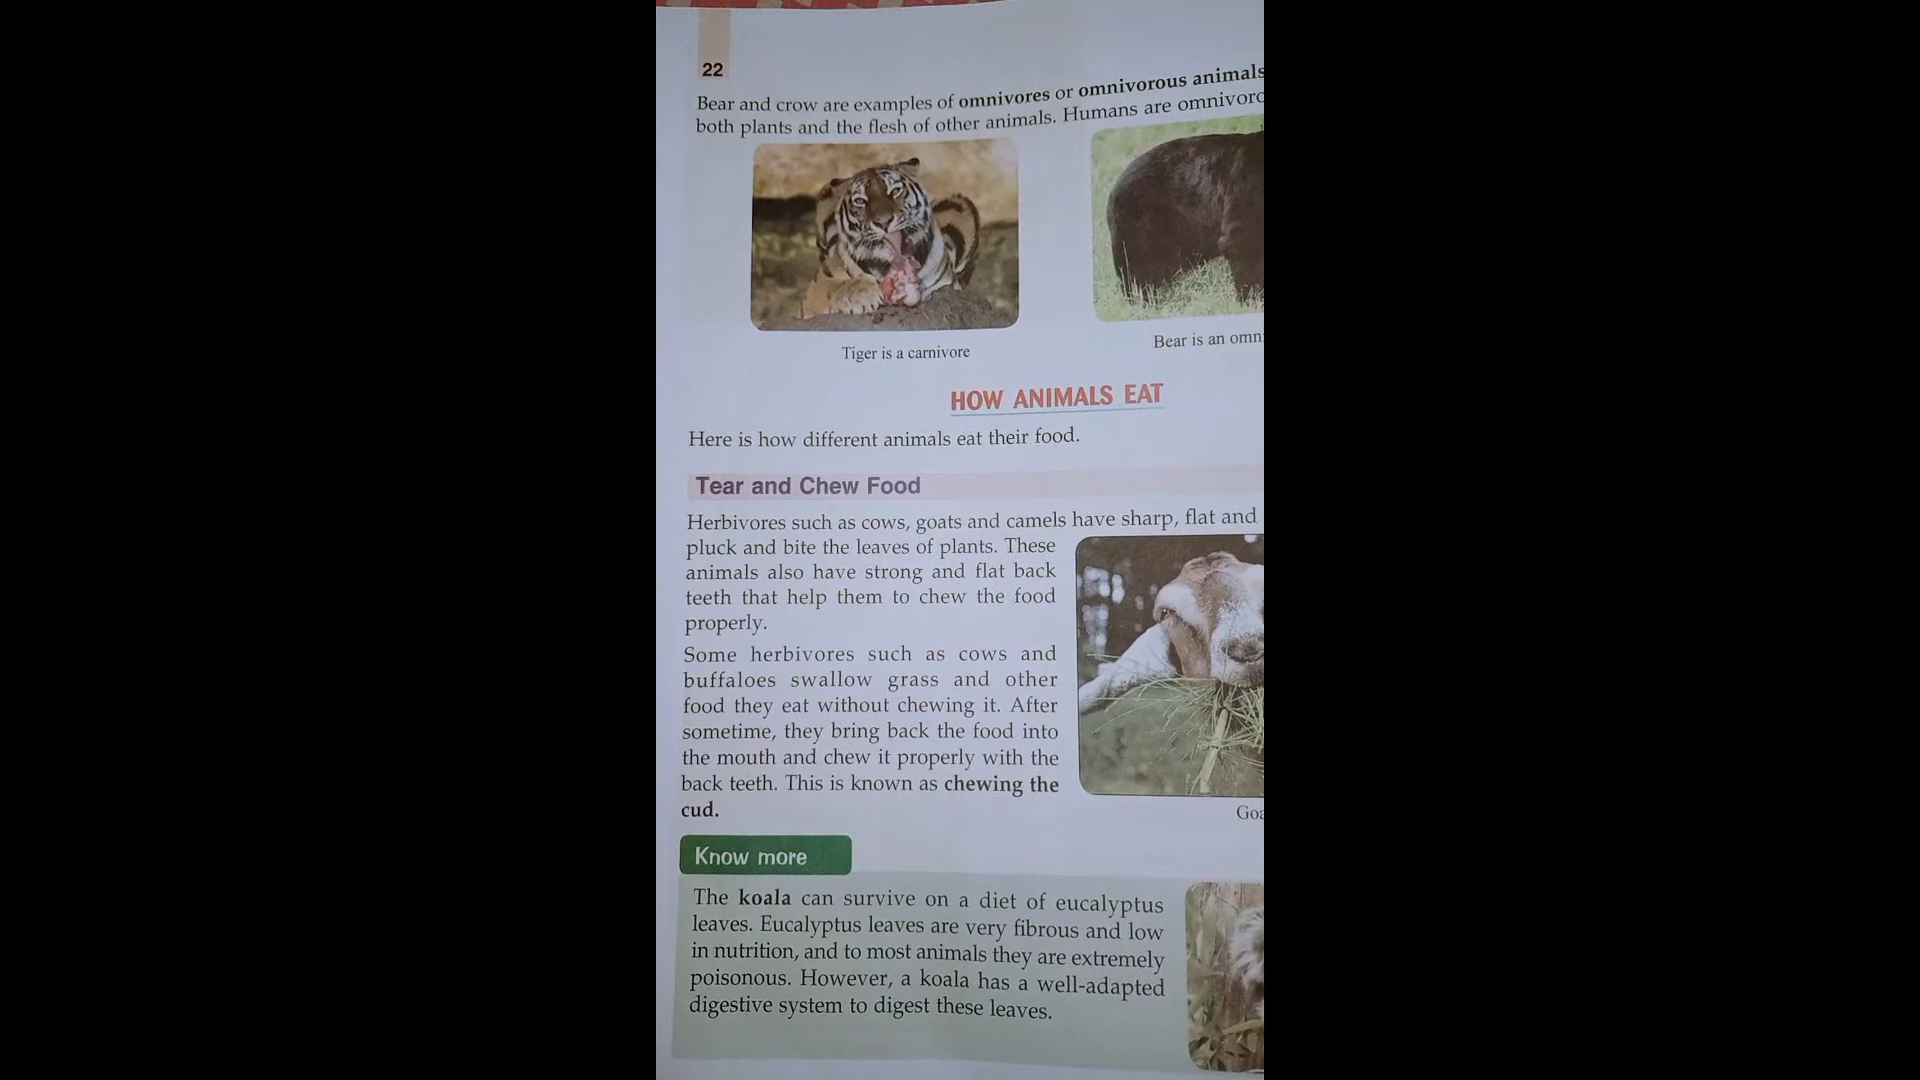 22
Bear and crow are examples of omnivores or omnivorous animals
both plants and the flesh of other animals. Humans are
Tiger is a carnivore
Bear is an
HOW ANIMALS EAT
Here is how different animals eat their food.
Tear and Chew Food
Herbivores such as cows, goats and camels have sharp, flat and
pluck and bite the leaves of plants. These
animals also have strong and flat back
teeth that help them to chew the food
properly.
Some herbivores such as cows and
buffaloes swallow grass and other
food they eat without chewing it. After
sometime, they bring back the food into
the mouth and chew it properly with the
back teeth. This is known as chewing the
cud.
Know more
The koala can survive on a diet of eucalyptus
leaves. Eucalyptus leaves are very fibrous and low
in nutrition, and to most animals they are extremely
poisonous. However, a koala has a well-adapted
digestive system to digest these leaves.